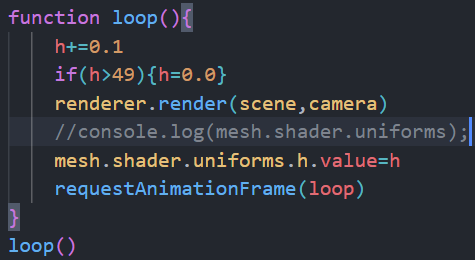 function loop(){
h+=0.1
if(h>49){h=0.0}
renderer.render(scene,camera)
//console.log(mesh.shader.uniforms);
mesh.shader.uniforms.h.value=h
requestAnimationFrame(loop)
}
loop()